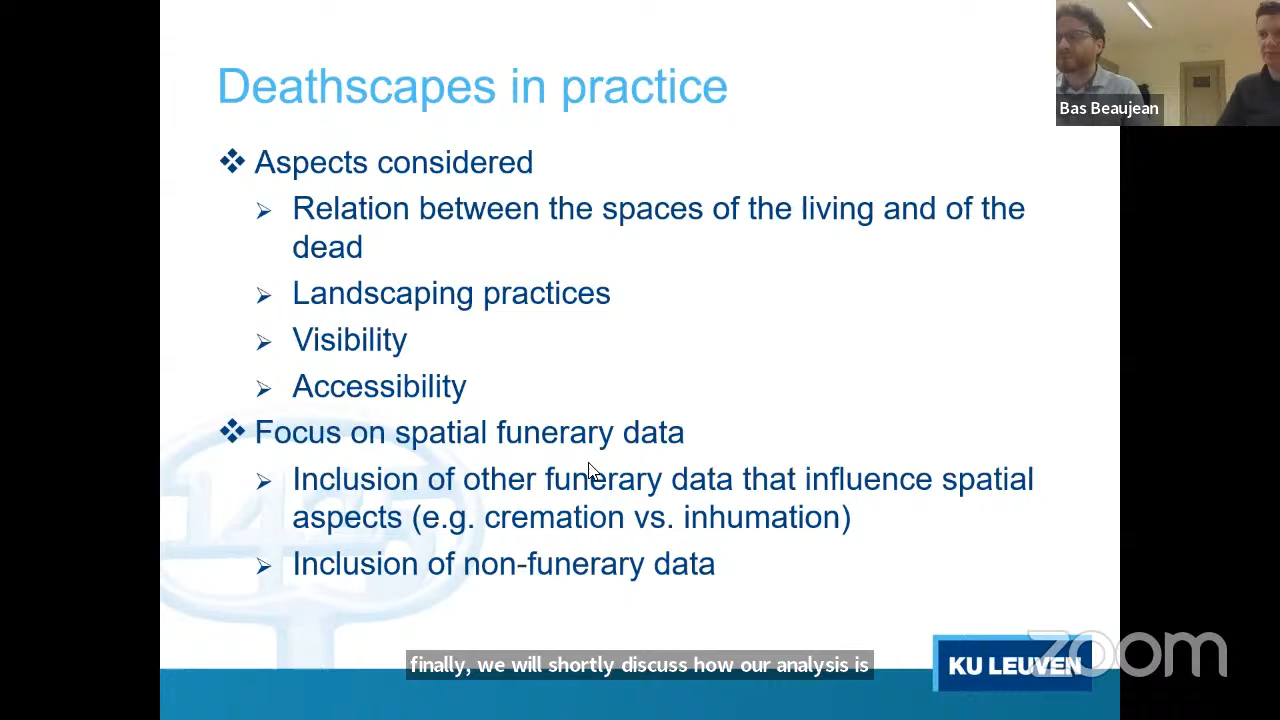 Deathscapes in practice
Bas Beaujean
Aspects considered
Relation between the spaces of the living and of the
dead
Landscaping practices
Visibility
Accessibility
Focus on spatial funerary data
Inclusion of other funerary data that influence spatial
aspects (e.g. cremation vs. inhumation)
Inclusion of non-funerary data
finally, we will shortly discuss how our analysis is
KU LEUVEN
zoom